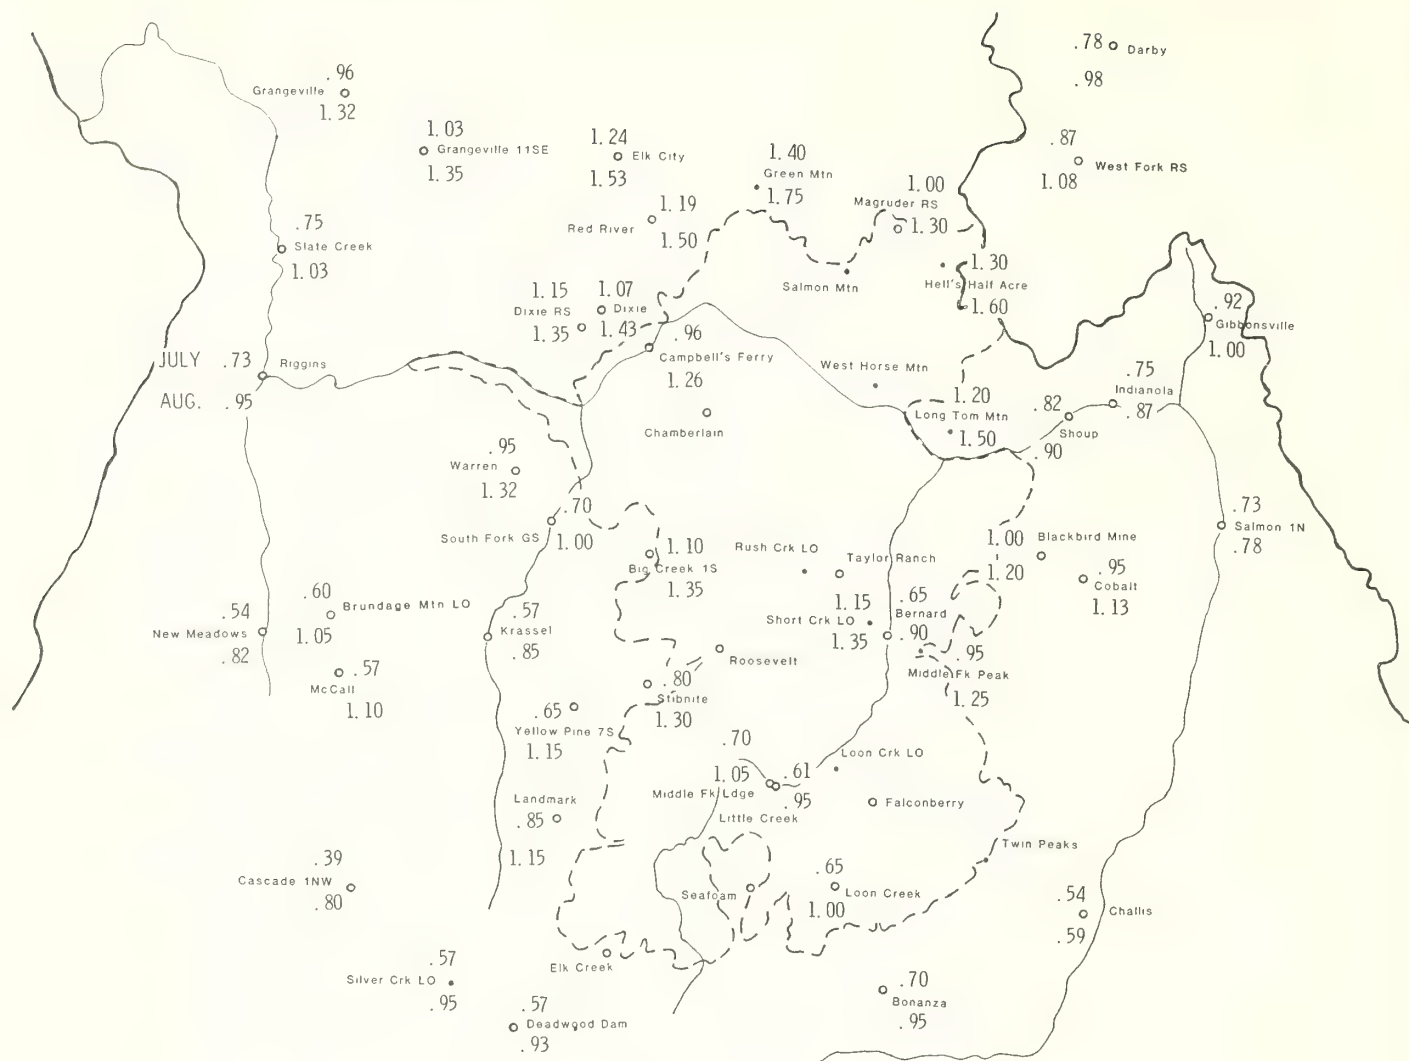 .78
Darby
.98
.96
Grangeville
1.32
1.03
Grangeville 11SE
1.35
1.24
Elk City
1.53
1.40
Green Mtn
1.75
.87
West Fork RS
1.08
1.00
Magruder RS
1.30
1.19
Red River
1.50
.75
Slate Creek
1.03
Salmon Mtn
1.30
Hell's Half Acre
1.60
1.15
Dixie RS
1.35
1.07
Dixie
1.43
.92
Gibbonsville
1.00
.96
Campbell's Ferry
1.26
JULY .73
Riggins
AUG. .95
West Horse Mtn
.75
Indianola
.87
1.20
Long Tom Mtn
1.50
.82
Shoup
.90
Chamberlain
.95
Warren
1.32
.70
South Fork GS
1.00
.73
Salmon 1N
.78
1.10
Big Creek 1S
1.35
Rush Crk LO
Taylor Ranch
1.00
1.20
Blackbird Mine
.95
Cobalt
1.13
.60
Brundage Mtn LO
1.05
.54
New Meadows
.82
.57
Krassel
.85
1.15
Short Crk LO
1.35
.65
Bernard
.90
.95
Middle Fk Peak
1.25
.57
McCall
1.10
Roosevelt
.80
Stibnite
1.30
.65
Yellow Pine 7S
1.15
.70
1.05
Middle Fk Ldge
.61
.95
Little Creek
Loon Crk LO
Falconberry
Landmark
.85
1.15
Twin Peaks
.39
Cascade 1NW
.80
Seafoam
.65
Loon Creek
1.00
.54
Challis
.59
Elk Creek
.57
Silver Crk LO
.95
.57
Deadwood Dam
.93
.70
Bonanza
.95